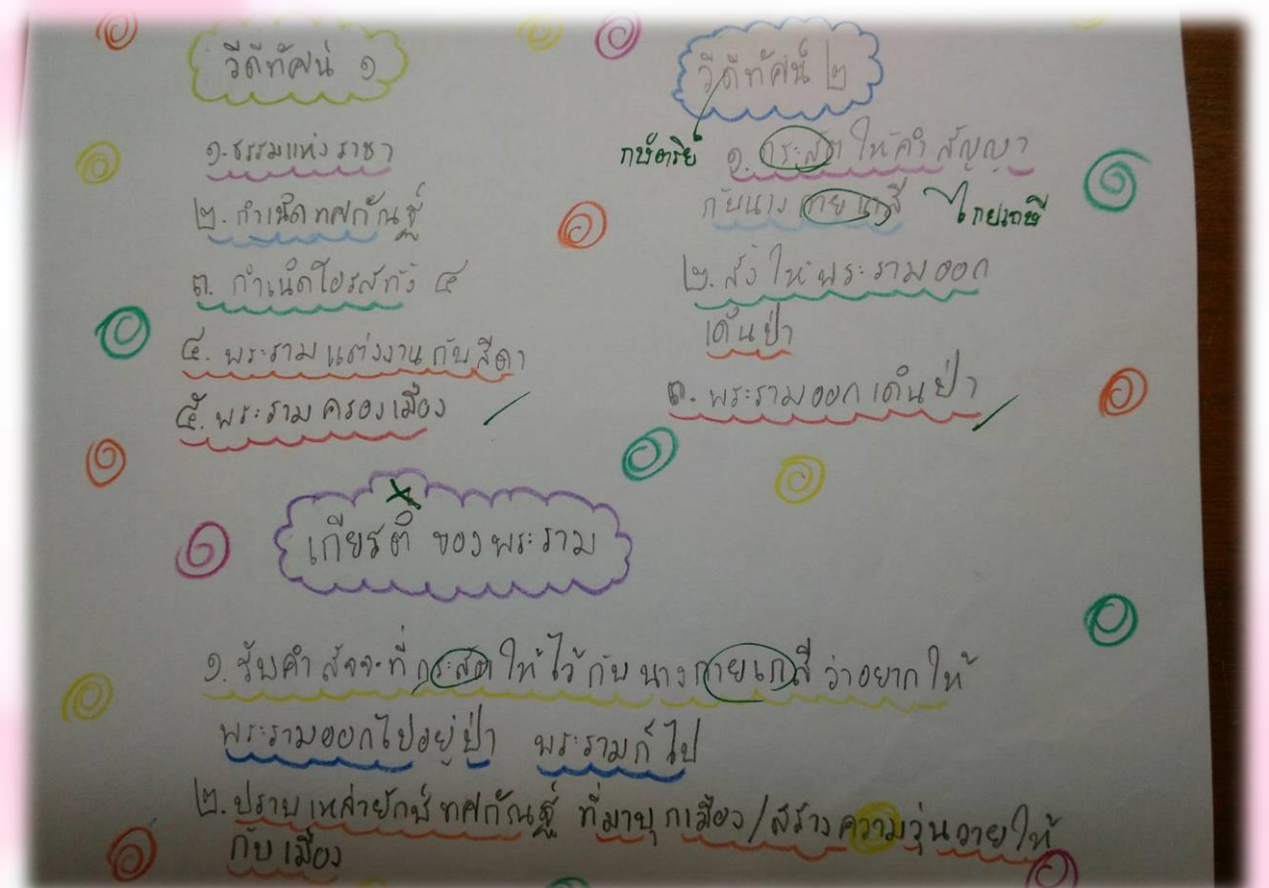 วีดีทัศน์ ๑
๑. ธรรมแห่งราชา
๒. กำเนิดทศกัณฐ์
๓. กำเนิดโอรสทั้ง ๔
๔. พระรามแต่งงานกับสีดา
๕. พระรามครองเมือง
วีดีทัศน์ ๒
กษัตริย์
๑. กระสตให้คำสัญญา
กับนางกายเกสี ไกยเกษี
๒. สั่งให้พระรามออก
เดินป่า
๓. พระรามออกเดินป่า
เกียรติ ของพระราม
๑. รับคำสัจจะที่กระสตให้ไว้กับนางกายเกสี ว่าอยากให้
พระรามออกไปอยู่ป่า พระรามก็ไป
๒. ปราบเหล่ายักษ์ทศกัณฐ์ ที่มาบุกเมือง/สร้างความวุ่นวายให้
กับเมือง